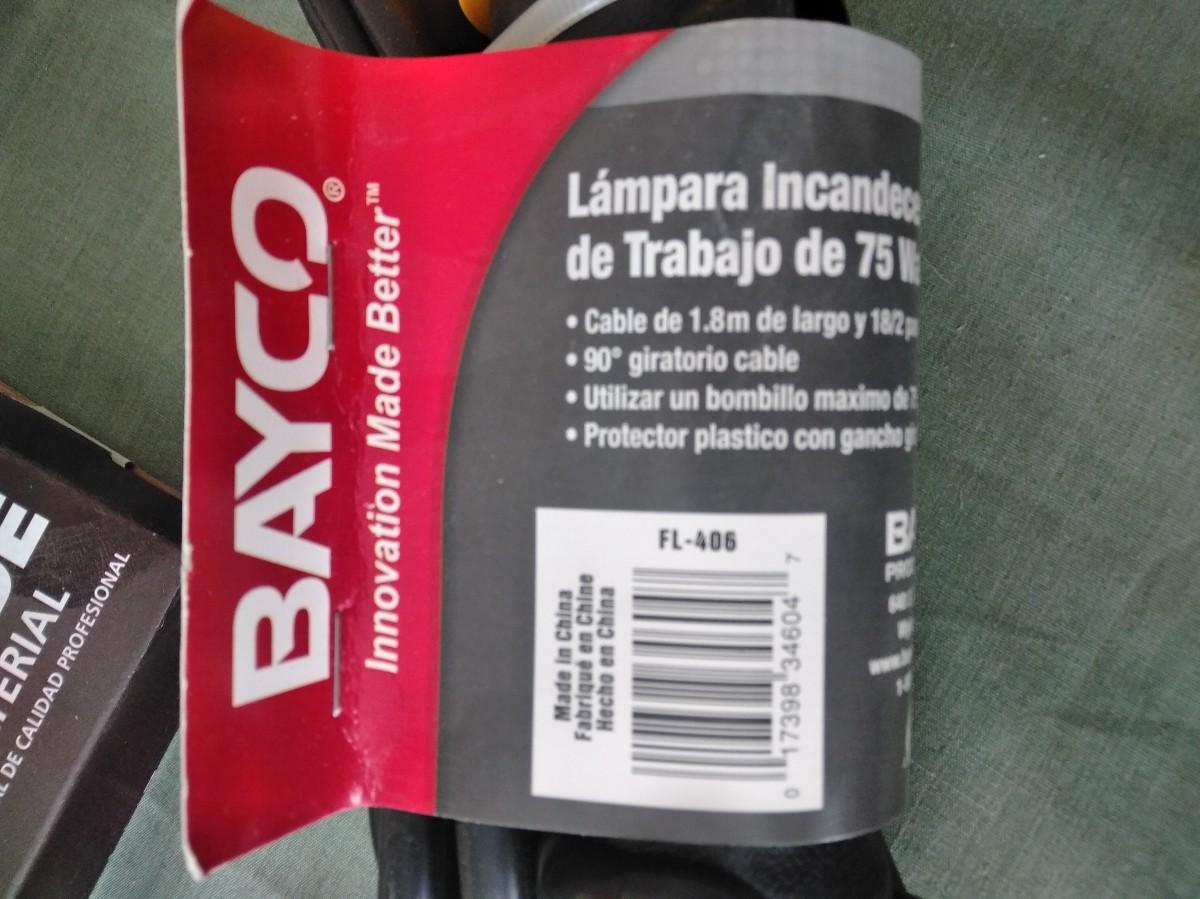 BAYCO®
Innovation Made Better™
Lámpara Incandece
de Trabajo de 75
• Cable de 1.8m de largo y 18/2
• 90° giratorio cable
• Utilizar un bombillo maximo de
• Protector plastico con gancho
FL-406
Made in China
Fabriqué en Chine
Hecho en China
0 17398 34604 7
TERIAL
DE CALIDAD PROFESIONAL